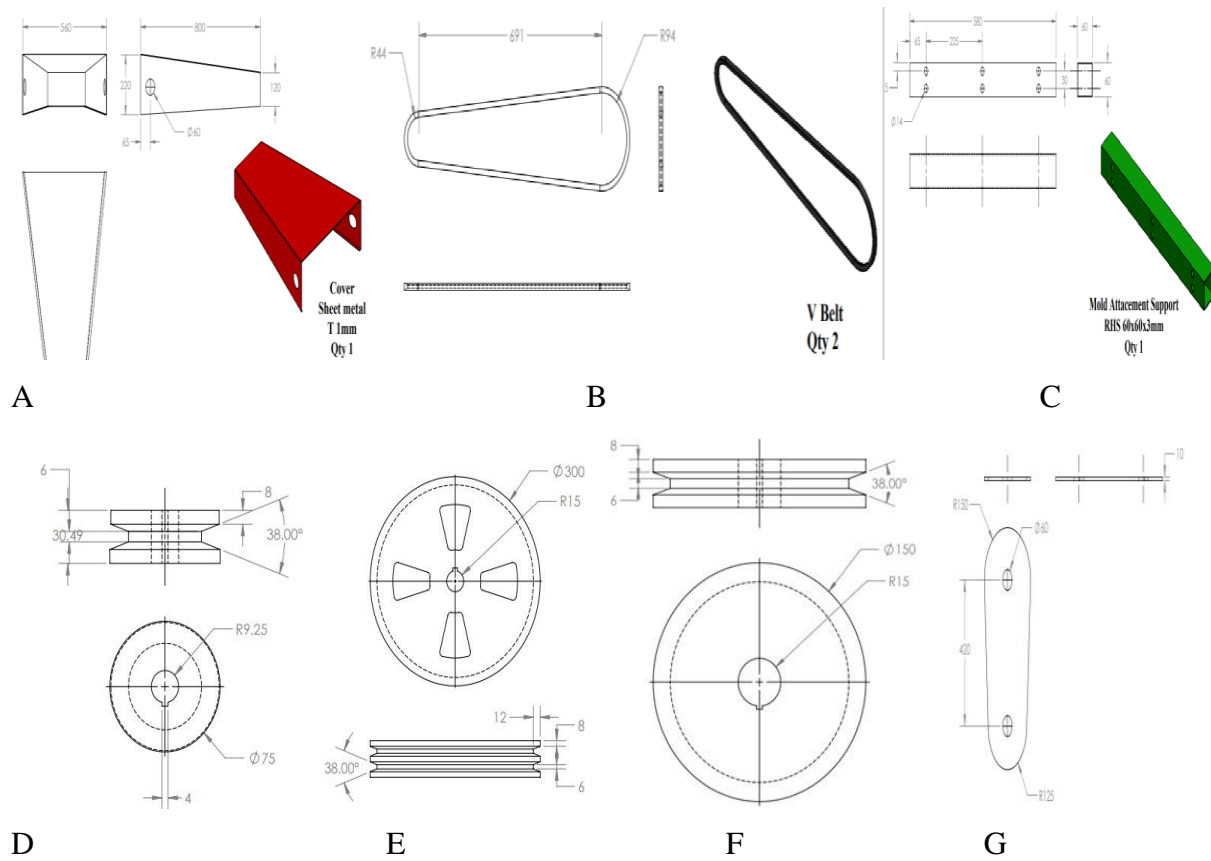 560
800
220
120
Ø60
65
Cover
Sheet metal
T 1mm
Qty 1
691
R44
R94
V Belt
Qty 2
580
60
65
225
5
30
60
Ø14
Mold Attacement Support
RHS 60x60x3mm
Qty 1
A
B
C
6
8
30.49
38.00°
R9.25
Ø75
4
Ø300
R15
12
8
38.00°
6
8
6
38.00°
Ø150
R15
10
R150
Ø60
420
R125
D
E
F
G